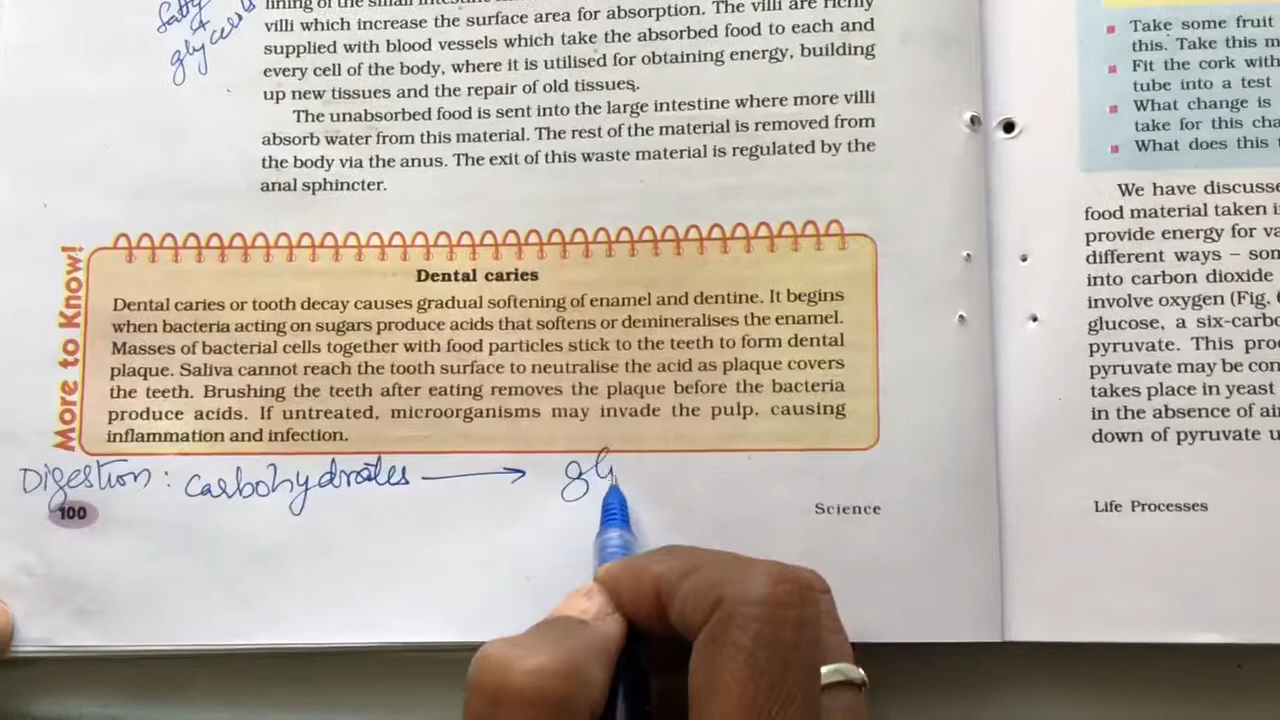 fatty
+
glycerol
lining of the small
villi which increase the surface area for absorption. The villi are richly
supplied with blood vessels which take the absorbed food to each and
every cell of the body, where it is utilised for obtaining energy, building
up new tissues and the repair of old tissues.
The unabsorbed food is sent into the large intestine where more villi
absorb water from this material. The rest of the material is removed from
the body via the anus. The exit of this waste material is regulated by the
anal sphincter.
More to Know!
Dental caries
Dental caries or tooth decay causes gradual softening of enamel and dentine. It begins
when bacteria acting on sugars produce acids that softens or demineralises the enamel.
Masses of bacterial cells together with food particles stick to the teeth to form dental
plaque. Saliva cannot reach the tooth surface to neutralise the acid as plaque covers
the teeth. Brushing the teeth after eating removes the plaque before the bacteria
produce acids. If untreated, microorganisms may invade the pulp, causing
inflammation and infection.
Digestion : carbohydrates → gl
100
Science
Take some fruit
this. Take this m
Fit the cork with
tube into a test
What change is
take for this cha
What does this
We have discusse
food material taken i
provide energy for va
different ways – som
into carbon dioxide
involve oxygen (Fig.
glucose, a six-carbo
pyruvate. This proc
pyruvate may be con
takes place in yeast
in the absence of ai
down of pyruvate u
Life Processes